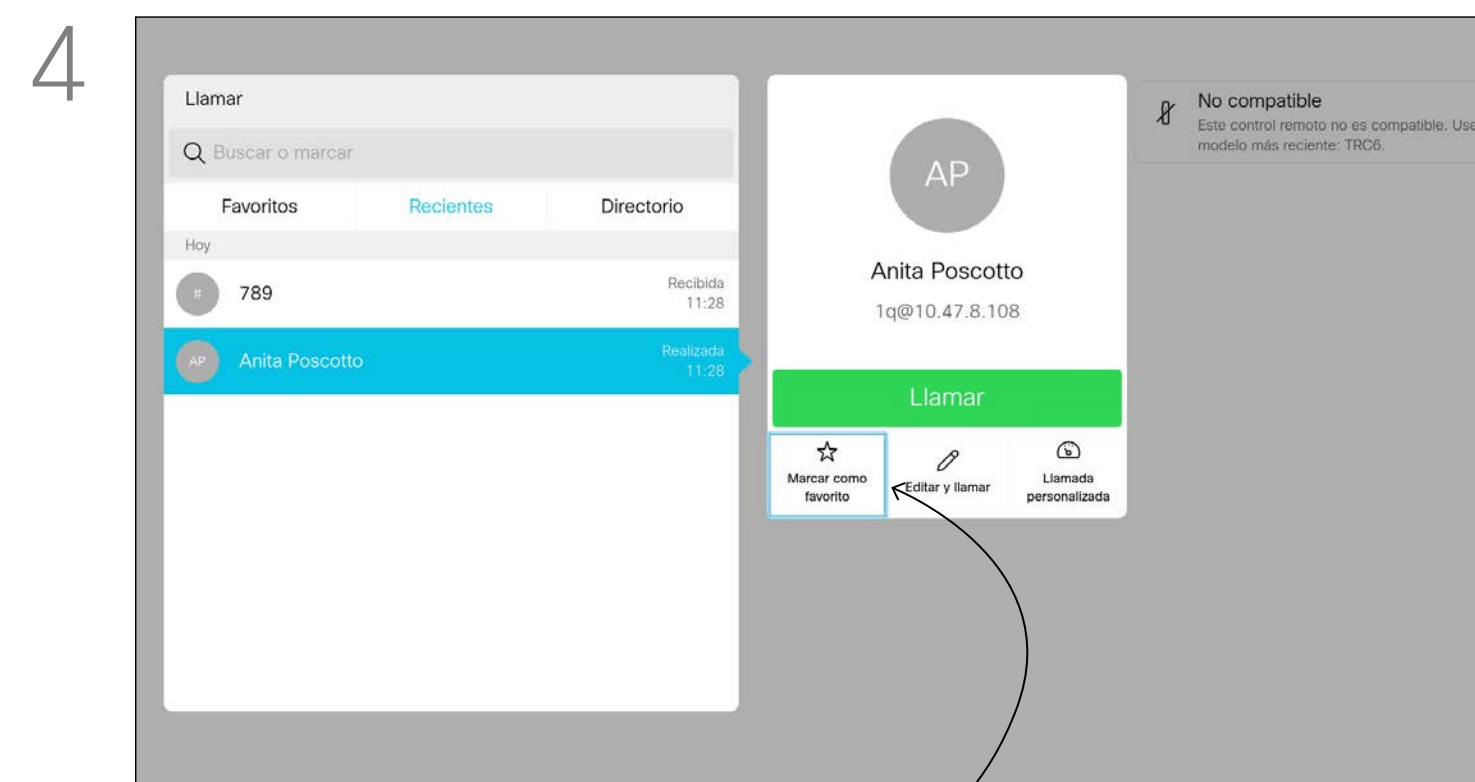 4
Llamar
Buscar o marcar
Favoritos Recientes Directorio
Hoy
# 789 Recibida
11:28
AP Anita Poscotto Realizada
11:28
AP
Anita Poscotto
1q@10.47.8.108
Llamar
Marcar como
favorito
Editar y llamar
Llamada
personalizada
No compatible
Este control remoto no es compatible. Use
modelo más reciente: TRC6.